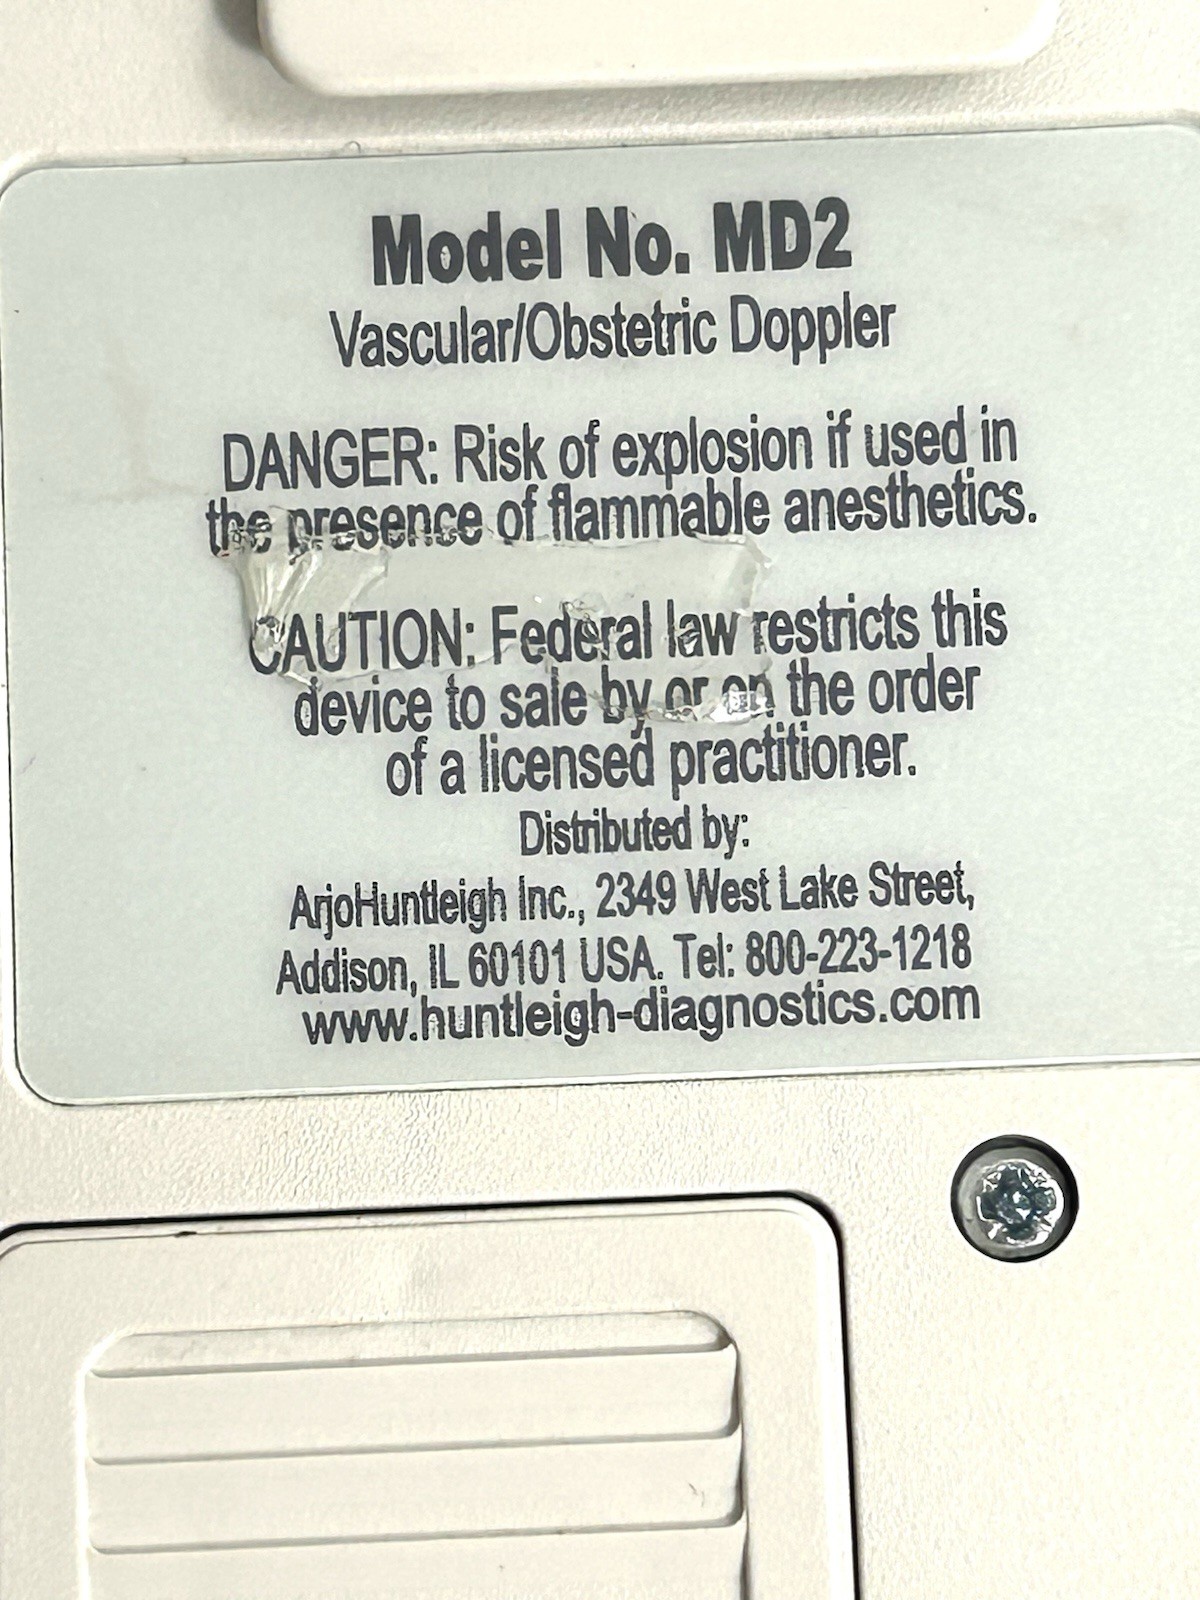 Model No. MD2
Vascular/Obstetric Doppler
DANGER: Risk of explosion if used in
the presence of flammable anesthetics.
CAUTION: Federal law restricts this
device to sale by or on the order
of a licensed practitioner.
Distributed by:
ArjoHuntleigh Inc., 2349 West Lake Street,
Addison, IL 60101 USA. Tel: 800-223-1218
www.huntleigh-diagnostics.com